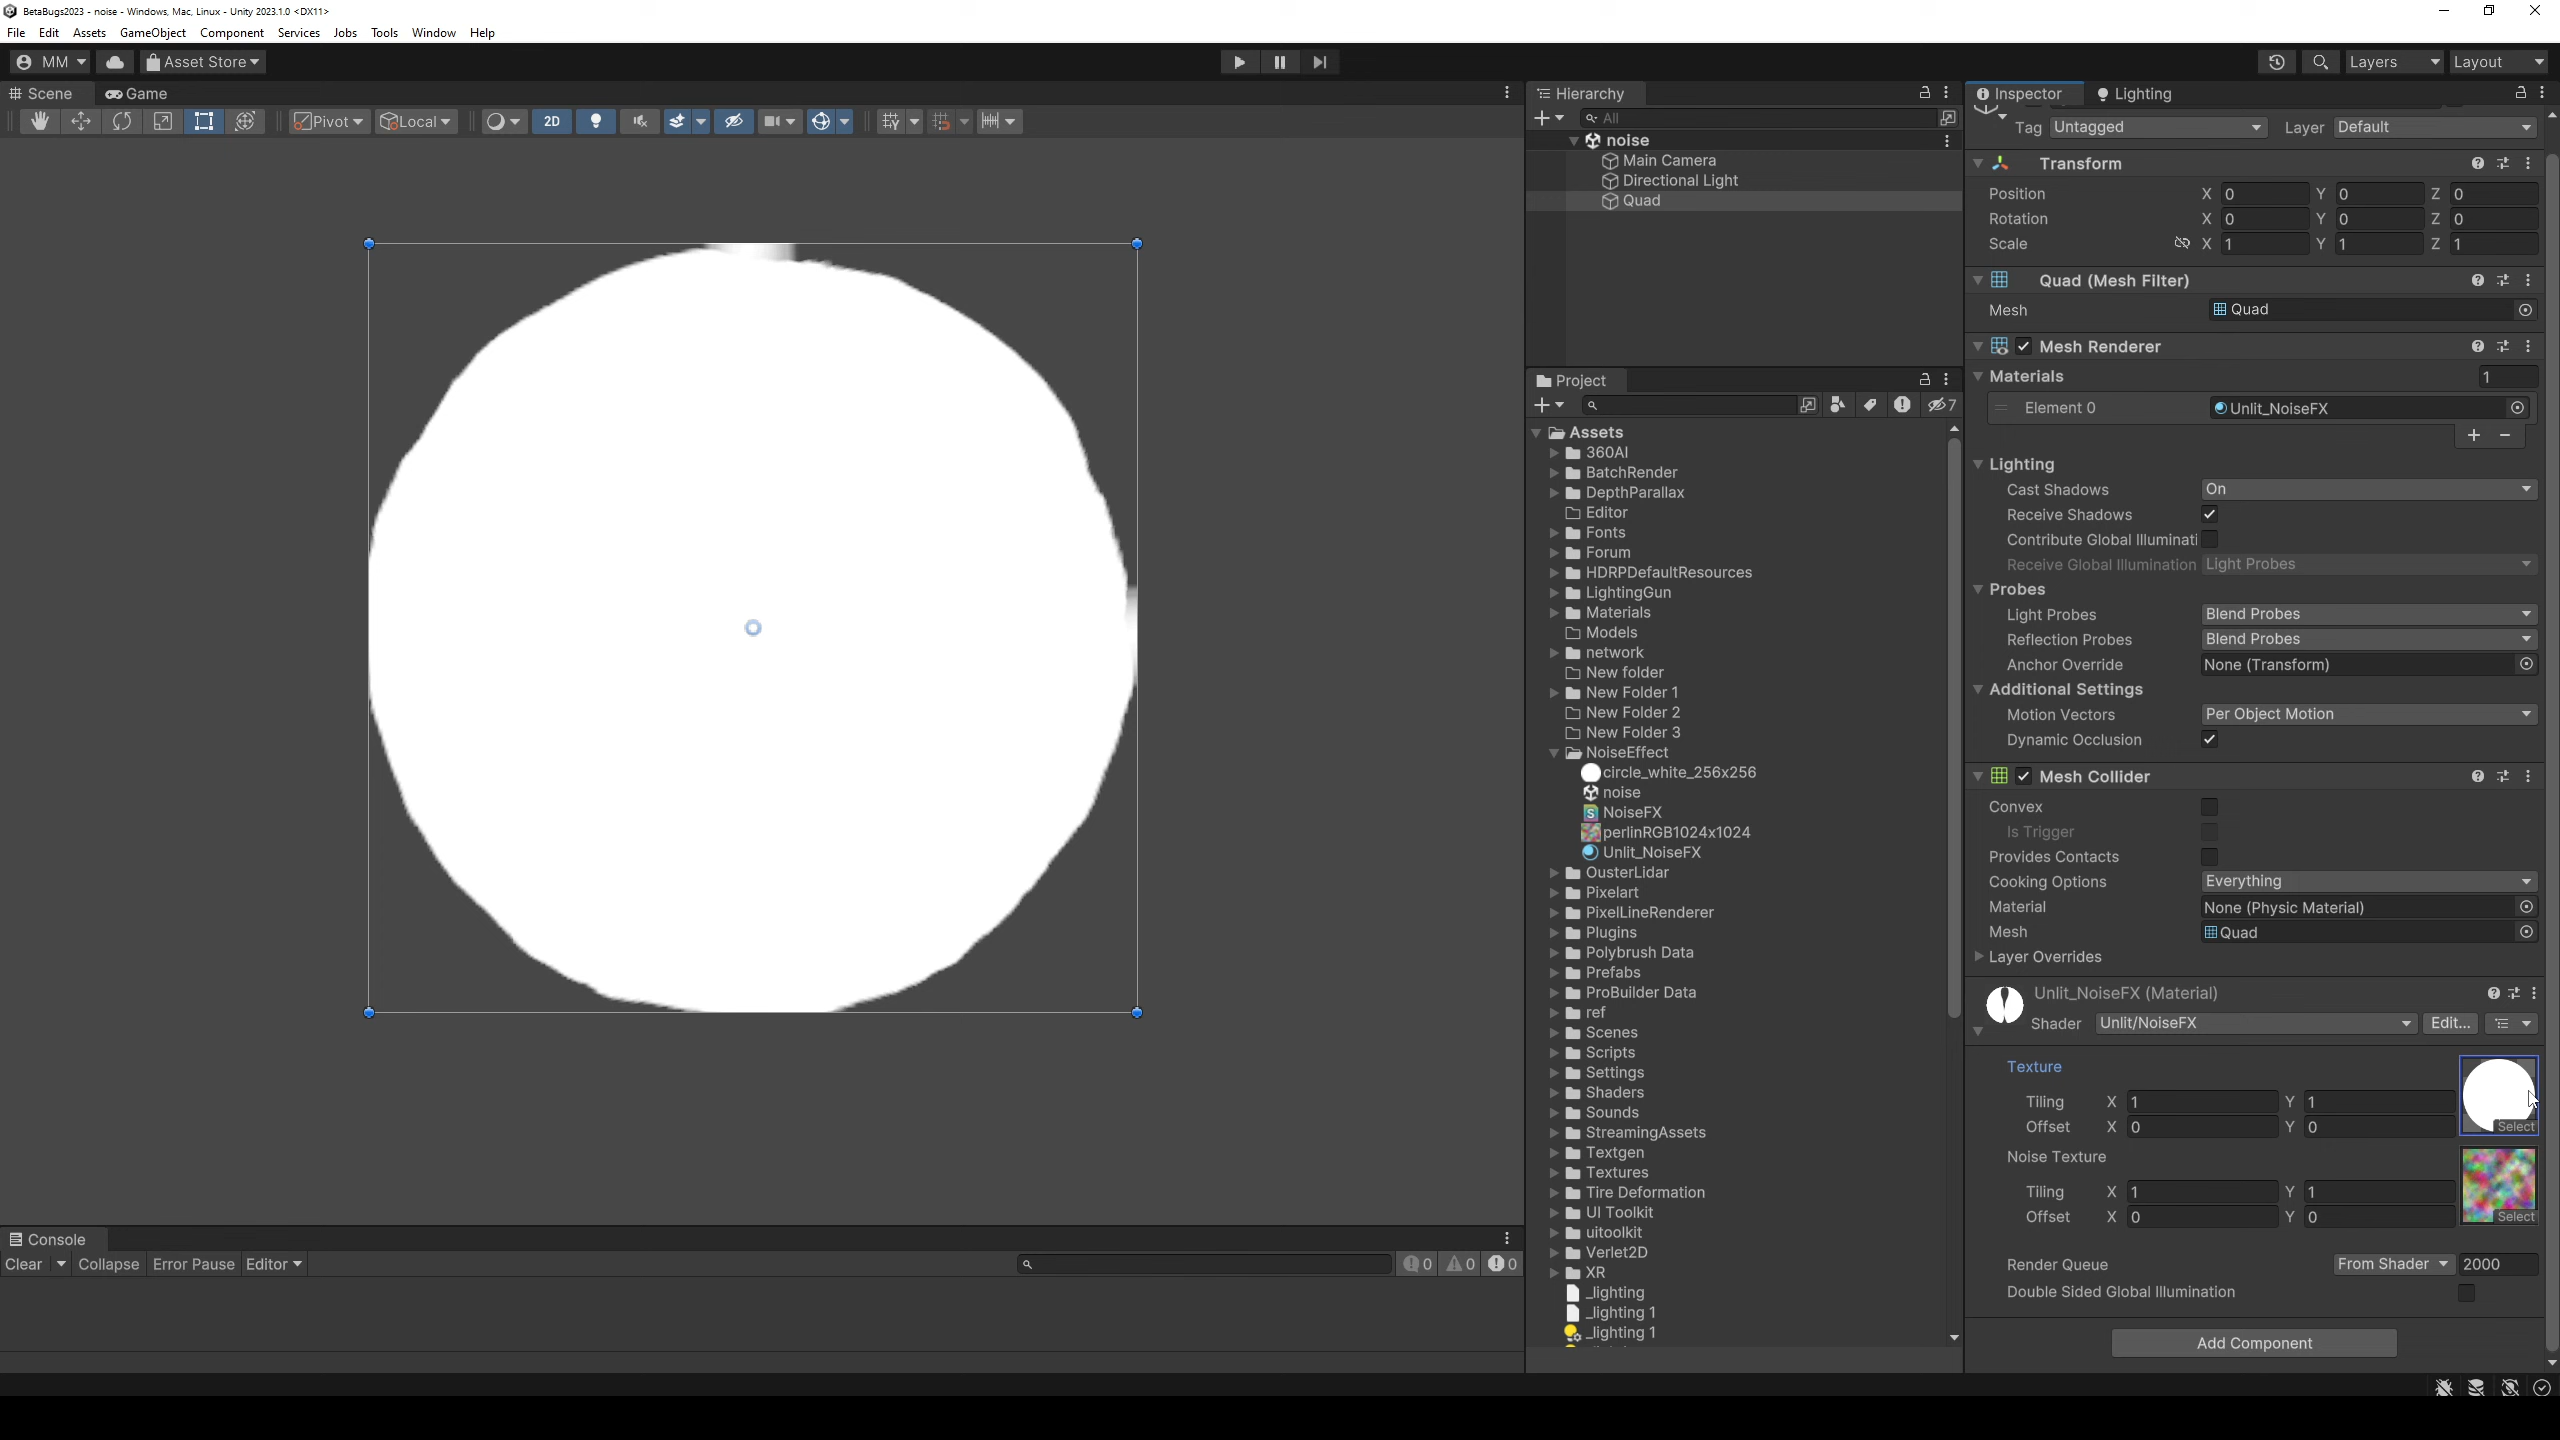 BetaBugs2023 - noise - Windows, Mac, Linux - Unity 2023.1.0 <DX11>
File Edit Assets GameObject Component Services Jobs Tools Window Help
MM Asset Store Layers Layout
Scene Game
Pivot Local 2D
Hierarchy
All
noise
Main Camera
Directional Light
Quad
Project
7
Assets
360AI
BatchRender
DepthParallax
Editor
Fonts
Forum
HDRPDefaultResources
LightingGun
Materials
Models
network
New folder
New Folder 1
New Folder 2
New Folder 3
NoiseEffect
circle_white_256x256
noise
NoiseFX
perlinRGB1024x1024
Unlit_NoiseFX
OusterLidar
Pixelart
PixelLineRenderer
Plugins
Polybrush Data
Prefabs
ProBuilder Data
ref
Scenes
Scripts
Settings
Shaders
Sounds
StreamingAssets
Textgen
Textures
Tire Deformation
UI Toolkit
uitoolkit
Verlet2D
XR
_lighting
_lighting 1
_lighting 1
Inspector Lighting
Tag Untagged Layer Default
Transform
Position X 0 Y 0 Z 0
Rotation X 0 Y 0 Z 0
Scale X 1 Y 1 Z 1
Quad (Mesh Filter)
Mesh Quad
Mesh Renderer
Materials 1
Element 0 Unlit_NoiseFX
Lighting
Cast Shadows On
Receive Shadows
Contribute Global Illuminati
Receive Global Illumination Light Probes
Probes
Light Probes Blend Probes
Reflection Probes Blend Probes
Anchor Override None (Transform)
Additional Settings
Motion Vectors Per Object Motion
Dynamic Occlusion
Mesh Collider
Convex
Is Trigger
Provides Contacts
Cooking Options Everything
Material None (Physic Material)
Mesh Quad
Layer Overrides
Unlit_NoiseFX (Material)
Shader Unlit/NoiseFX Edit...
Texture
Tiling X 1 Y 1
Offset X 0 Y 0 Select
Noise Texture
Tiling X 1 Y 1
Offset X 0 Y 0 Select
Render Queue From Shader 2000
Double Sided Global Illumination
Add Component
Console
Clear Collapse Error Pause Editor 0 0 0